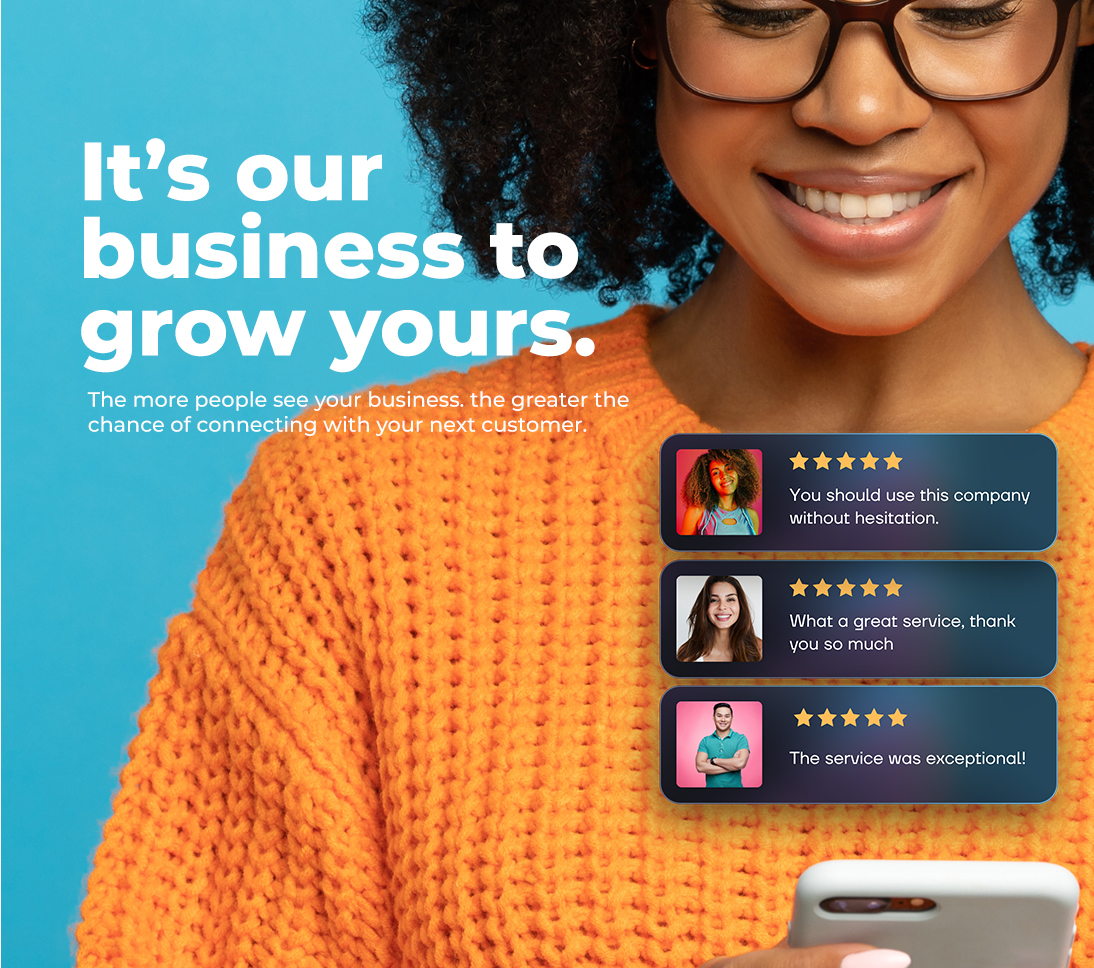 It’s our
business to
grow yours.
The more people see your business. the greater the
chance of connecting with your next customer.
You should use this company
without hesitation.
What a great service, thank
you so much
The service was exceptional!